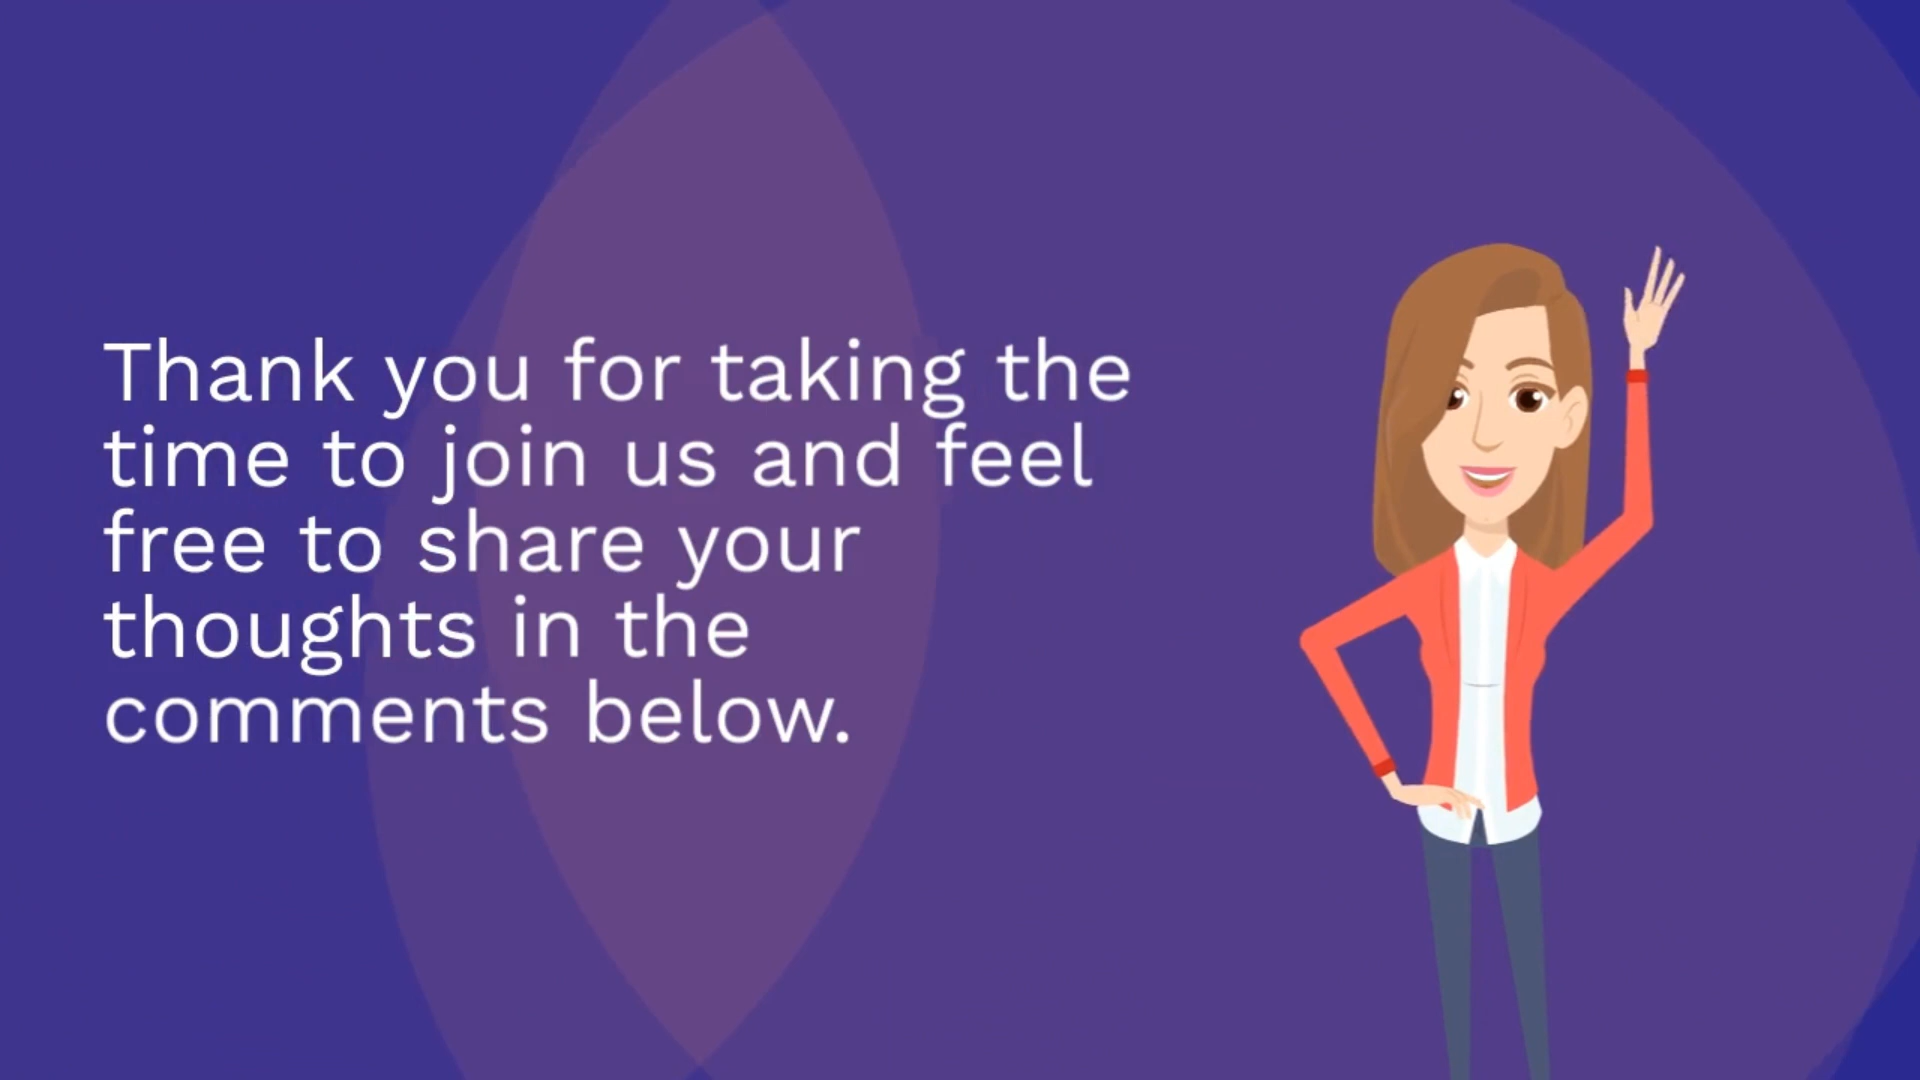 Thank you for taking the
time to join us and feel
free to share your
thoughts in the
comments below.